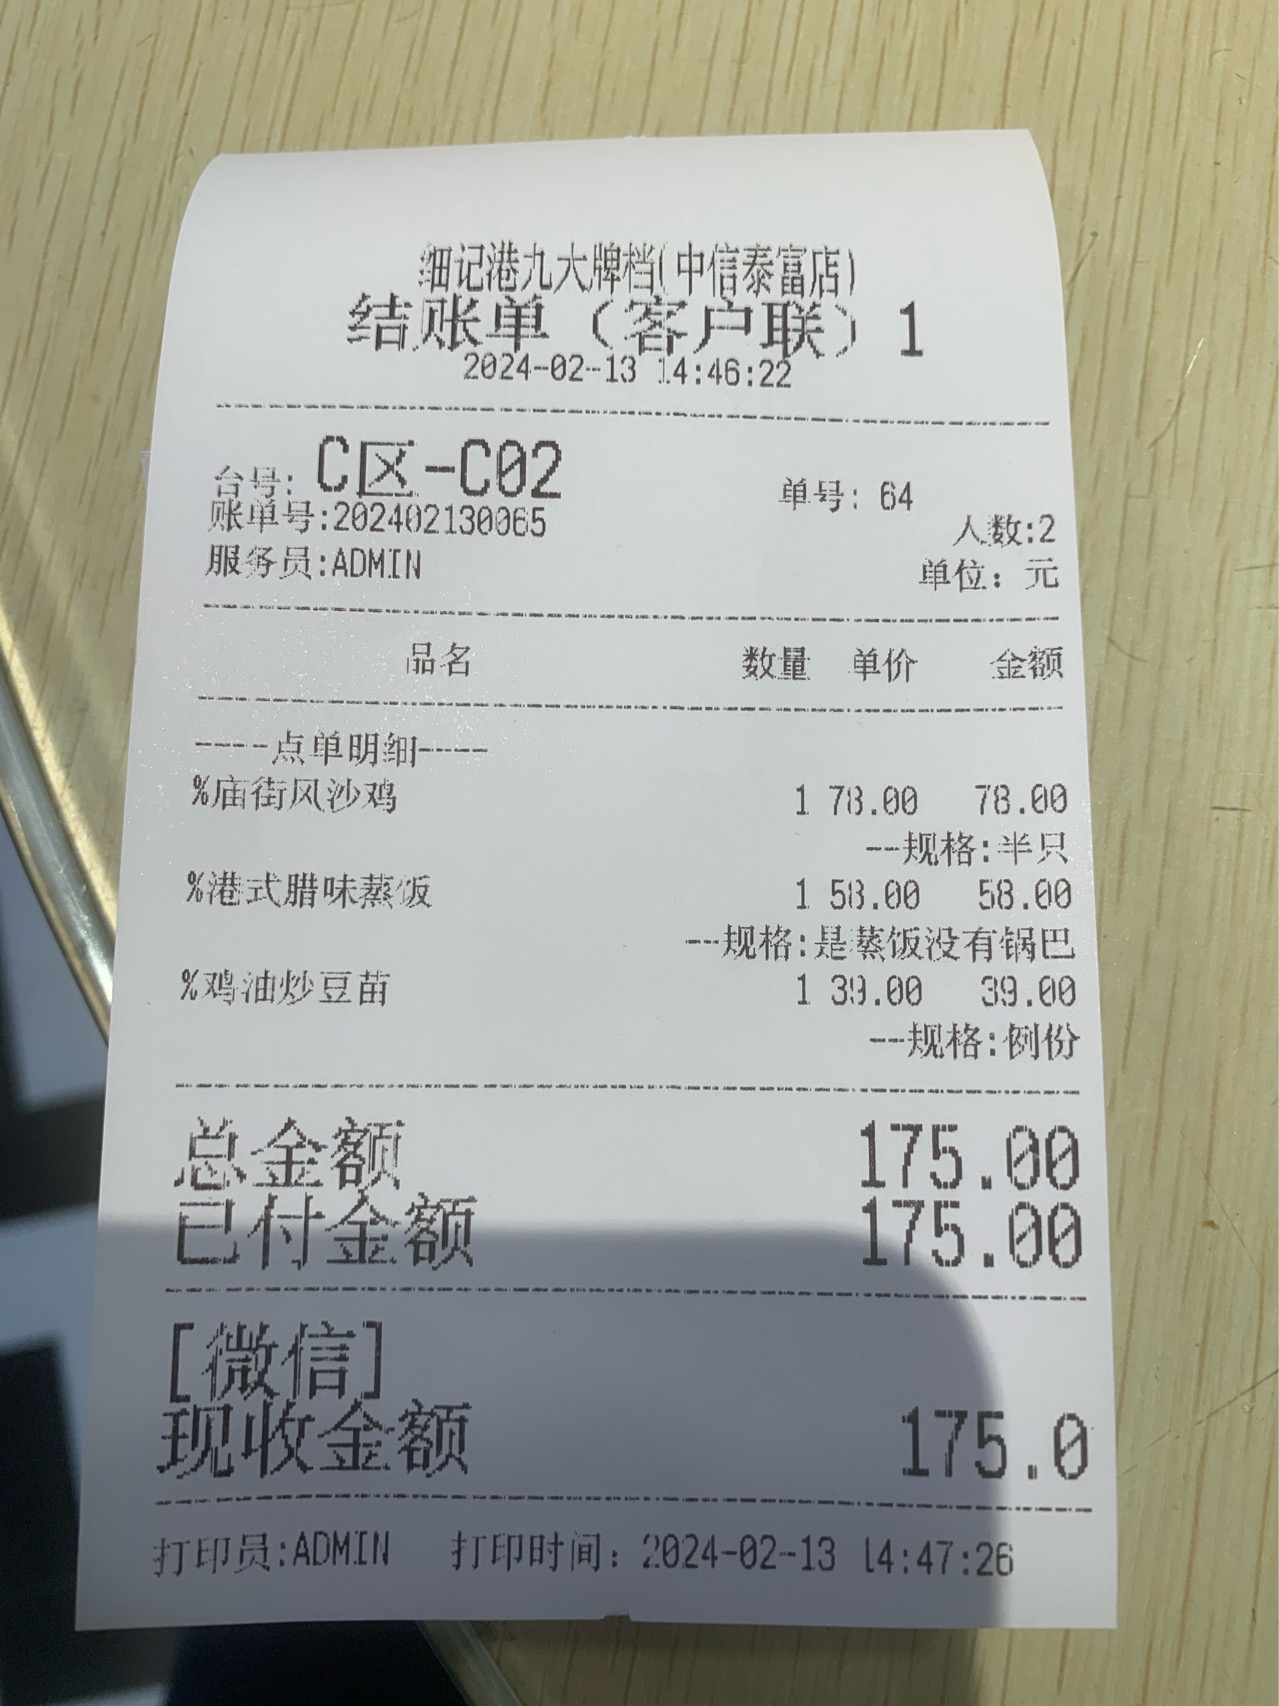 细记港九大牌档(中信泰富店)
结账单（客户联）1
2024-02-13 14:46:22
台号: C区-C02 单号: 64
账单号:202402130065 人数:2
服务员:ADMIN 单位：元
品名 数量 单价 金额
-----点单明细-----
%庙街风沙鸡 1 78.00 78.00
--规格:半只
%港式腊味蒸饭 1 58.00 58.00
--规格:是蒸饭没有锅巴
%鸡油炒豆苗 1 39.00 39.00
--规格:例份
总金额 175.00
已付金额 175.00
[微信]
现收金额 175.0
打印员:ADMIN 打印时间：2024-02-13 14:47:26